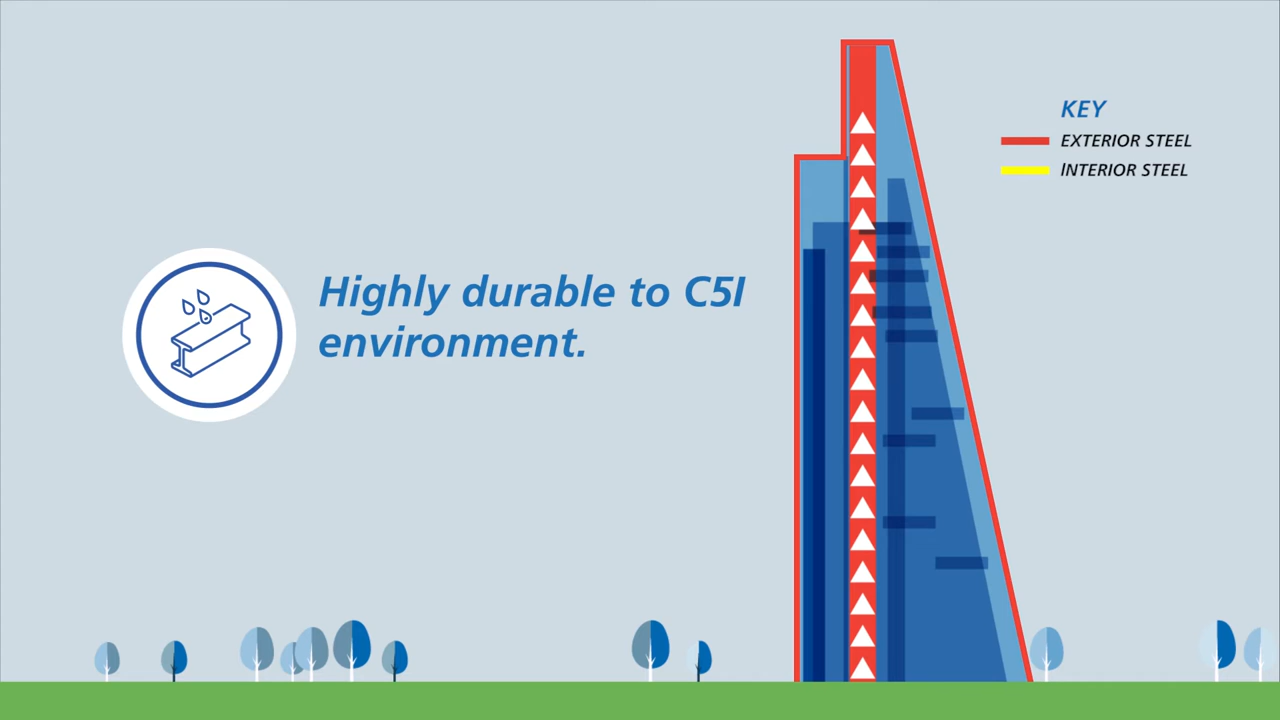 Highly durable to C5I
environment.
KEY
EXTERIOR STEEL
INTERIOR STEEL